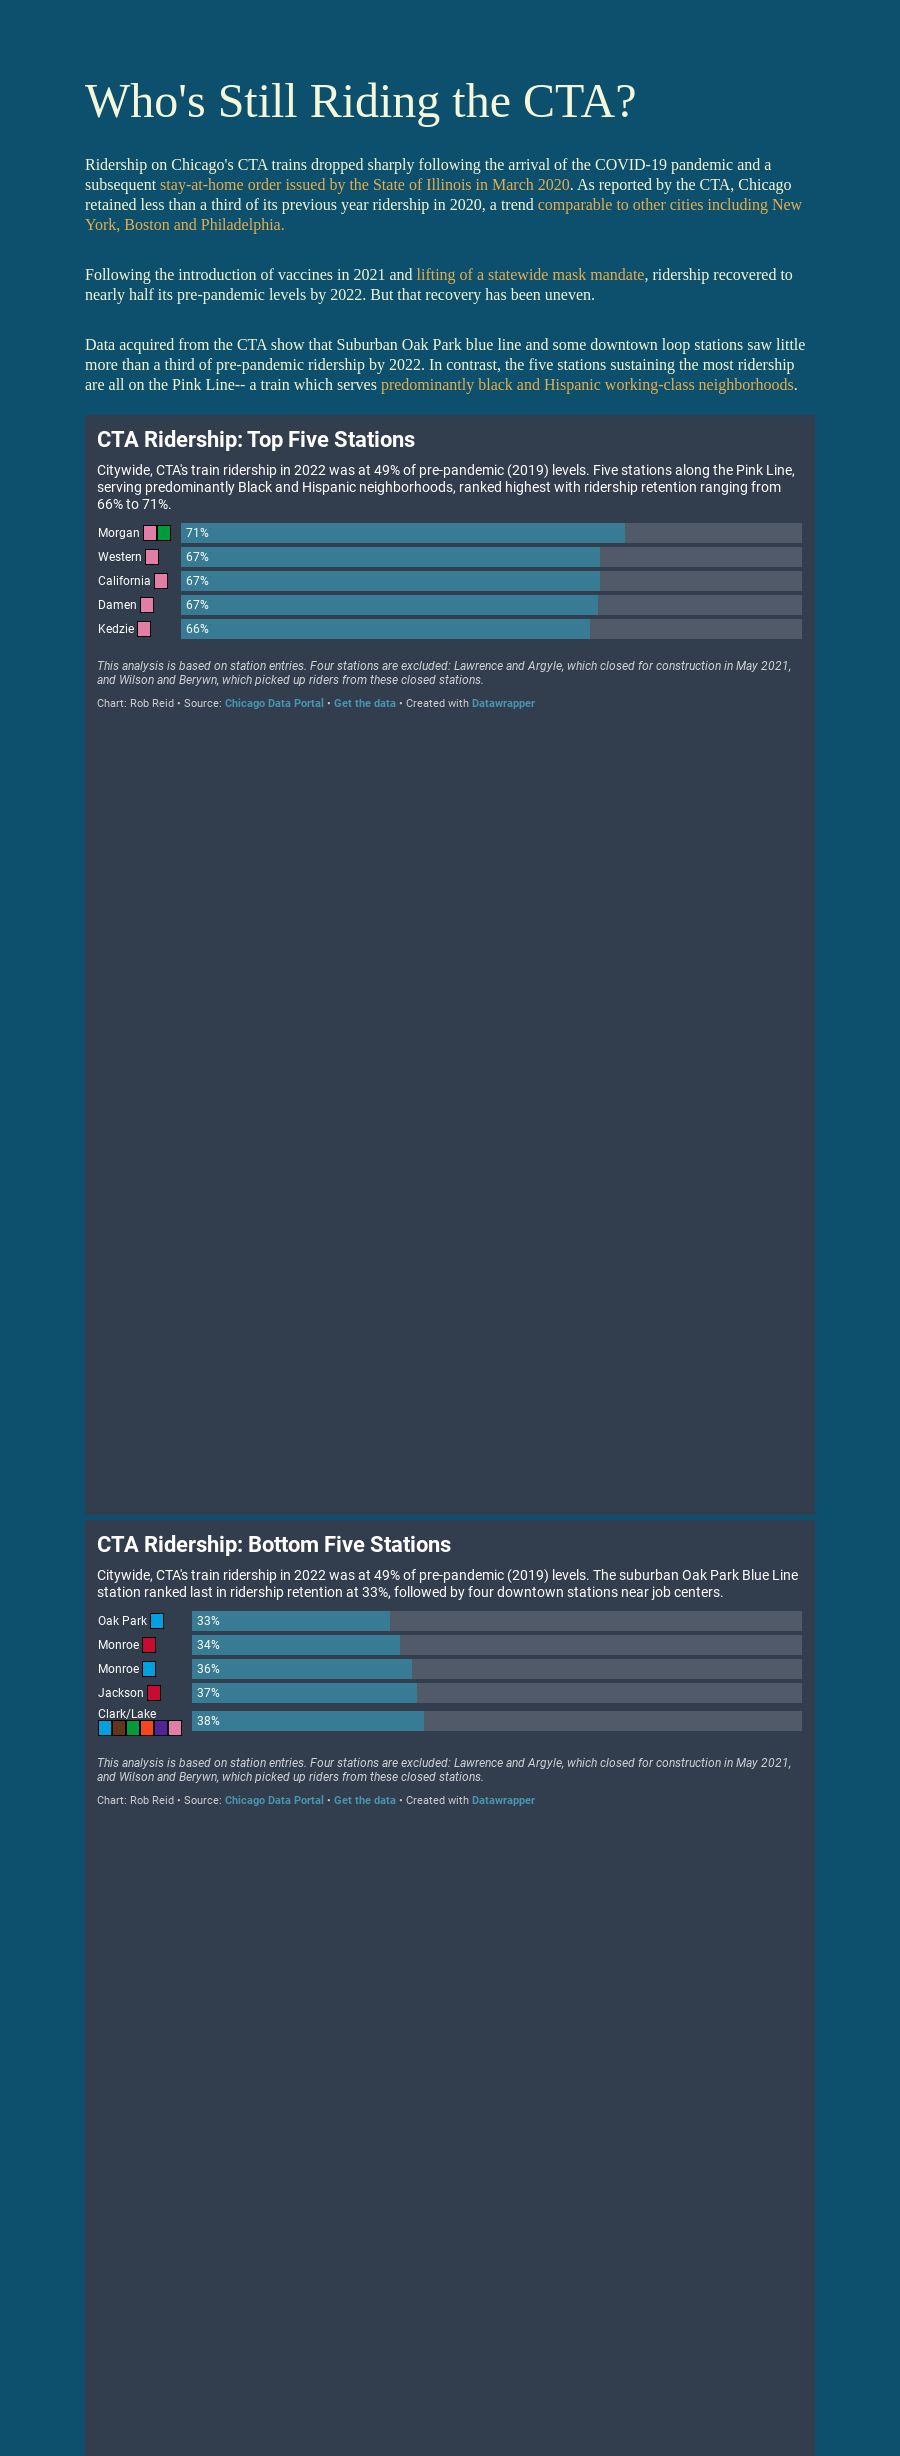 Who's Still Riding the CTA?
Ridership on Chicago's CTA trains dropped sharply following the arrival of the COVID-19 pandemic and a
subsequent stay-at-home order issued by the State of Illinois in March 2020. As reported by the CTA, Chicago
retained less than a third of its previous year ridership in 2020, a trend comparable to other cities including New
York, Boston and Philadelphia.
Following the introduction of vaccines in 2021 and lifting of a statewide mask mandate, ridership recovered to
nearly half its pre-pandemic levels by 2022. But that recovery has been uneven.
Data acquired from the CTA show that Suburban Oak Park blue line and some downtown loop stations saw little
more than a third of pre-pandemic ridership by 2022. In contrast, the five stations sustaining the most ridership
are all on the Pink Line-- a train which serves predominantly black and Hispanic working-class neighborhoods.
CTA Ridership: Top Five Stations
Citywide, CTA's train ridership in 2022 was at 49% of pre-pandemic (2019) levels. Five stations along the Pink Line,
serving predominantly Black and Hispanic neighborhoods, ranked highest with ridership retention ranging from
66% to 71%.
Morgan 71%
Western 67%
California 67%
Damen 67%
Kedzie 66%
This analysis is based on station entries. Four stations are excluded: Lawrence and Argyle, which closed for construction in May 2021,
and Wilson and Berywn, which picked up riders from these closed stations.
Chart: Rob Reid • Source: Chicago Data Portal • Get the data • Created with Datawrapper
CTA Ridership: Bottom Five Stations
Citywide, CTA's train ridership in 2022 was at 49% of pre-pandemic (2019) levels. The suburban Oak Park Blue Line
station ranked last in ridership retention at 33%, followed by four downtown stations near job centers.
Oak Park 33%
Monroe 34%
Monroe 36%
Jackson 37%
Clark/Lake 38%
This analysis is based on station entries. Four stations are excluded: Lawrence and Argyle, which closed for construction in May 2021,
and Wilson and Berywn, which picked up riders from these closed stations.
Chart: Rob Reid • Source: Chicago Data Portal • Get the data • Created with Datawrapper